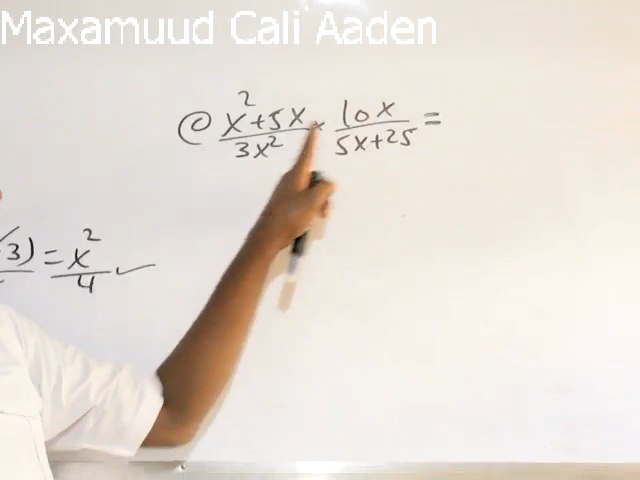 Maxamuud Cali Aaden
© x²+5x/3x² × 10x/5x+25 =
3) = x²/4 ✓